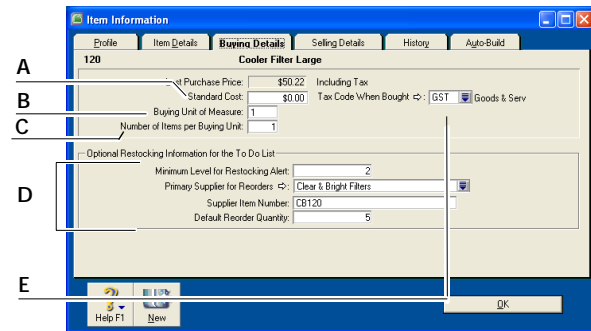 Item Information
Profile Item Details Buying Details Selling Details History Auto-Build
120 Cooler Filter Large
A
Last Purchase Price: $50.22 Including Tax
Standard Cost: $0.00 Tax Code When Bought ⇨: GST Goods & Serv
B
Buying Unit of Measure: 1
C
Number of Items per Buying Unit: 1
Optional Restocking Information for the To Do List
Minimum Level for Restocking Alert: 2
D
Primary Supplier for Reorders ⇨: Clear & Bright Filters
Supplier Item Number: CB120
Default Reorder Quantity: 5
E
Help F1 New OK